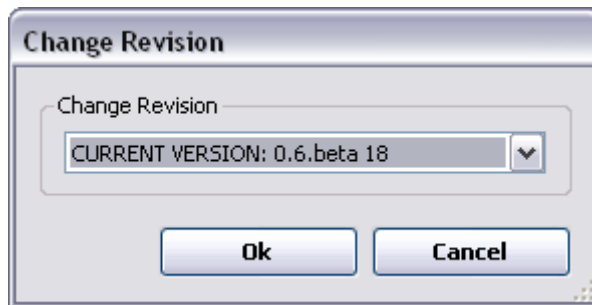 Change Revision
Change Revision
CURRENT VERSION: 0.6.beta 18
Ok
Cancel